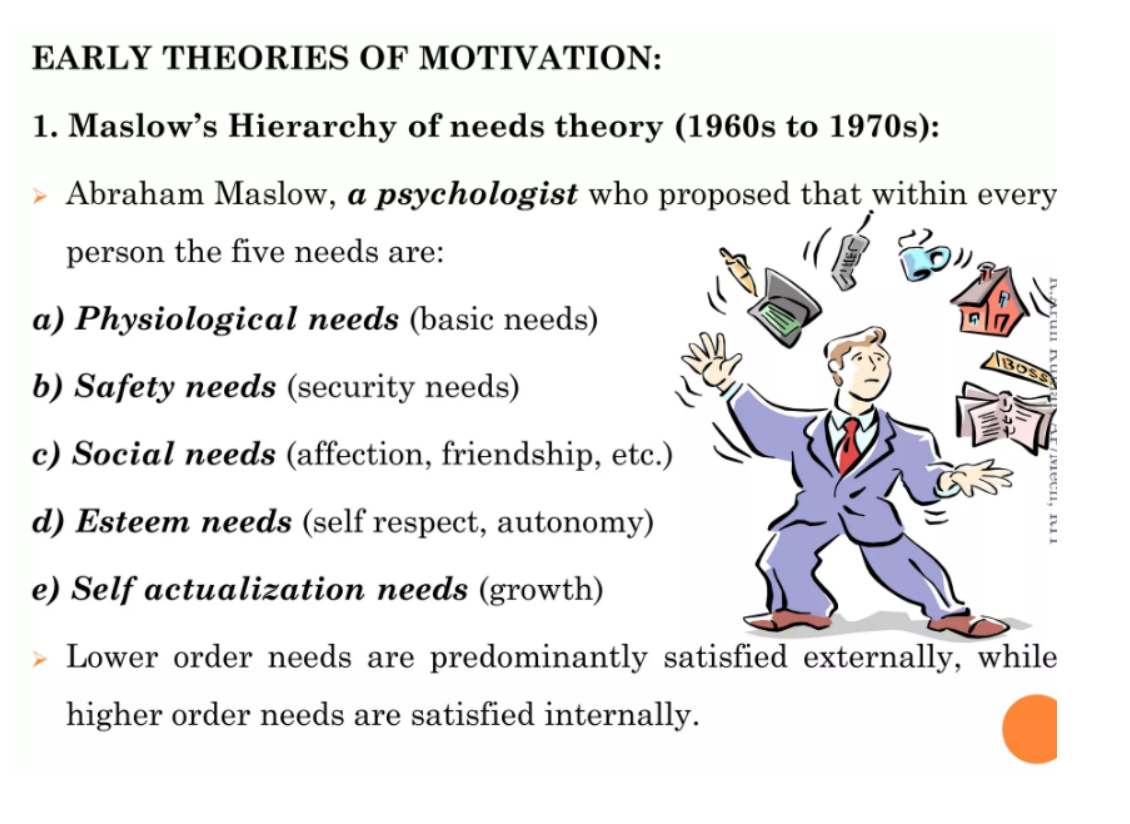 EARLY THEORIES OF MOTIVATION:
1. Maslow's Hierarchy of needs theory (1960s to 1970s):
➢ Abraham Maslow, a psychologist who proposed that within every
person the five needs are:
a) Physiological needs (basic needs)
b) Safety needs (security needs)
c) Social needs (affection, friendship, etc.)
d) Esteem needs (self respect, autonomy)
e) Self actualization needs (growth)
➢ Lower order needs are predominantly satisfied externally, while
higher order needs are satisfied internally.
BOSS